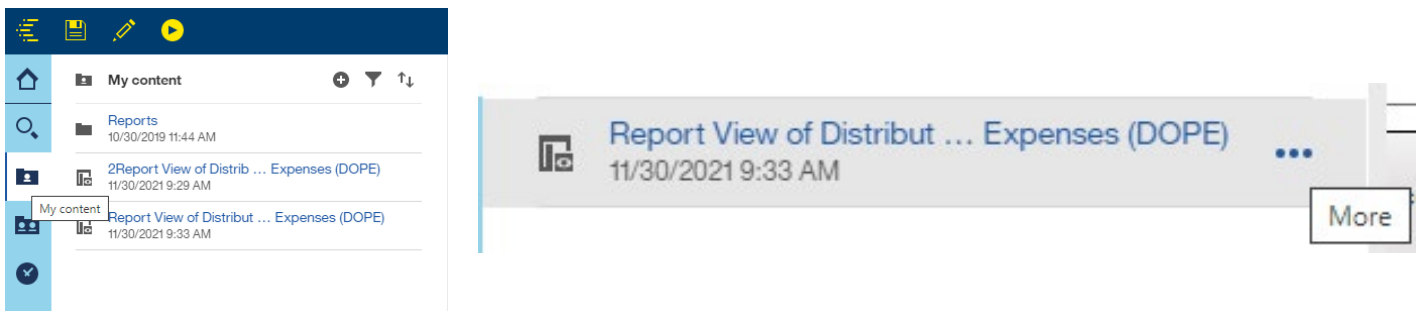 My content
Reports
10/30/2019 11:44 AM
2Report View of Distrib ... Expenses (DOPE)
11/30/2021 9:29 AM
My content
Report View of Distribut ... Expenses (DOPE)
11/30/2021 9:33 AM
Report View of Distribut ... Expenses (DOPE)
11/30/2021 9:33 AM
More